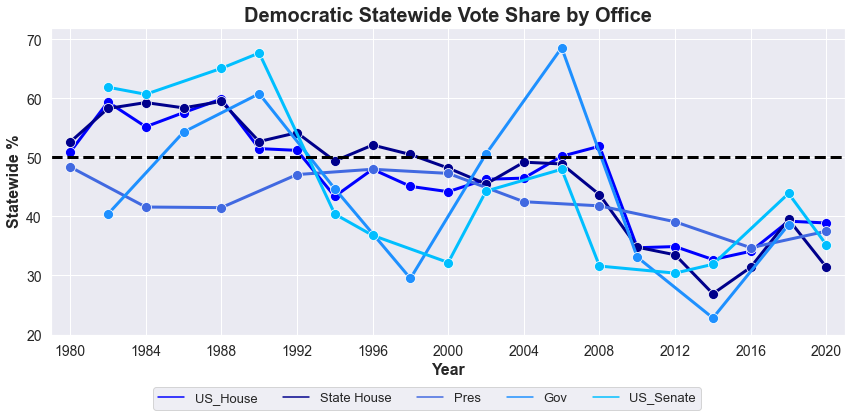 Democratic Statewide Vote Share by Office
70
60
50
40
30
20
Statewide %
1980 1984 1988 1992 1996 2000 2004 2008 2012 2016 2020
Year
US_House State House Pres Gov US_Senate